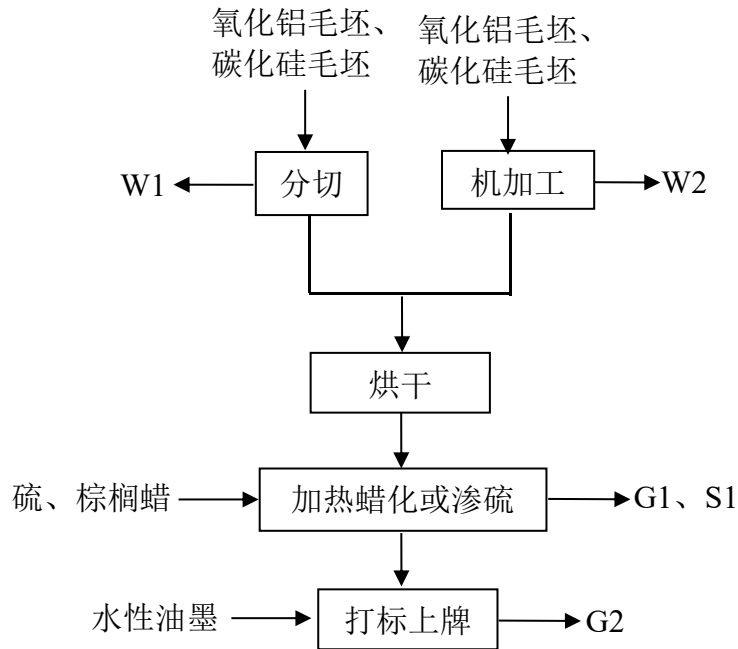 氧化铝毛坯、
碳化硅毛坯
氧化铝毛坯、
碳化硅毛坯
W1
分切
机加工
W2
烘干
硫、棕榈蜡
加热蜡化或渗硫
G1、S1
水性油墨
打标上牌
G2